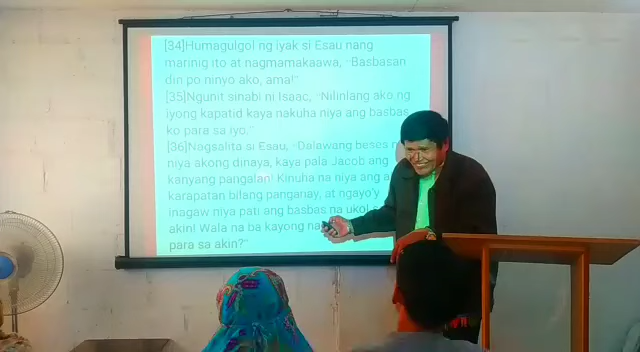 [34]Humagulgol ng iyak si Esau nang
marinig ito at nagmamakaawa, "Basbasan
din po ninyo ako, ama!"
[35]Ngunit sinabi ni Isaac, "Nilinlang ako ng
iyong kapatid kaya nakuha niya ang basbas
ko para sa iyo."
[36]Nagsalita si Esau, "Dalawang beses
niya akong dinaya, kaya pala Jacob ang
kanyang pangalan! Kinuha na niya ang
karapatan bilang panganay, at ngayo'y
inagaw niya pati ang basbas na ukol
akin! Wala na ba kayong
para sa akin?"